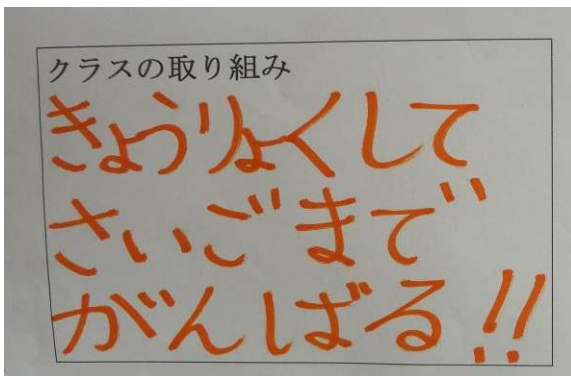 クラスの取り組み
きょうりょくして
さいごまで
がんばる!!